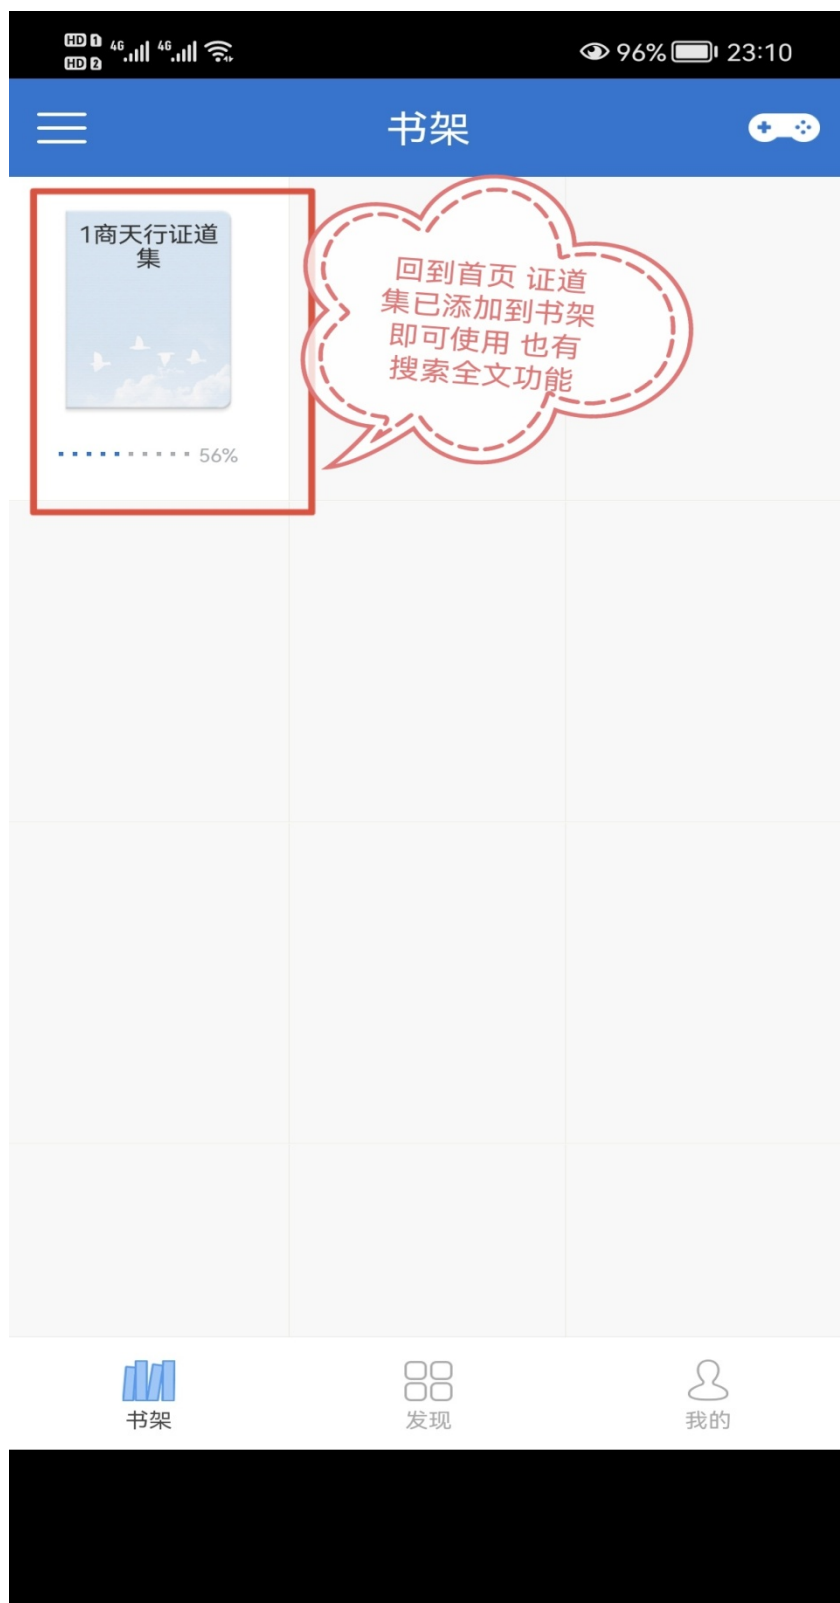 HD 1 4G 4G 96% 23:10
HD 2
书架
1商天行证道
集
56%
回到首页 证道
集已添加到书架
即可使用 也有
搜索全文功能
书架 发现 我的